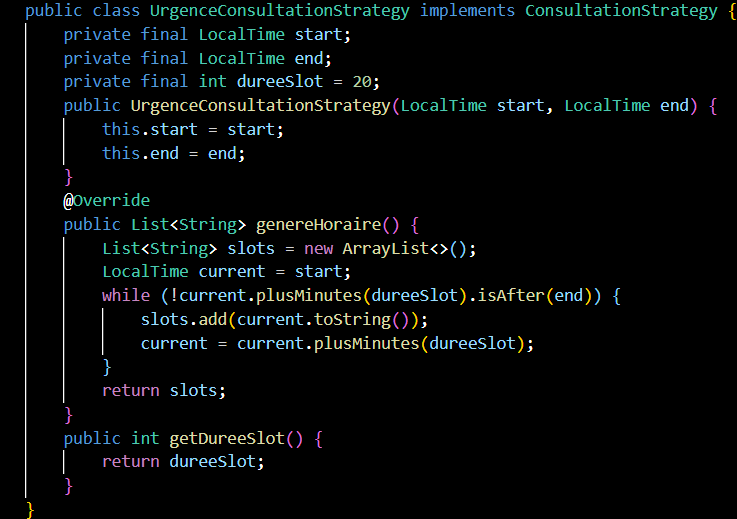 public class UrgenceConsultationStrategy implements ConsultationStrategy {
private final LocalTime start;
private final LocalTime end;
private final int dureeSlot = 20;
public UrgenceConsultationStrategy(LocalTime start, LocalTime end) {
this.start = start;
this.end = end;
}
@Override
public List<String> genereHoraire() {
List<String> slots = new ArrayList<>();
LocalTime current = start;
while (!current.plusMinutes(dureeSlot).isAfter(end)) {
slots.add(current.toString());
current = current.plusMinutes(dureeSlot);
}
return slots;
}
public int getDureeSlot() {
return dureeSlot;
}
}